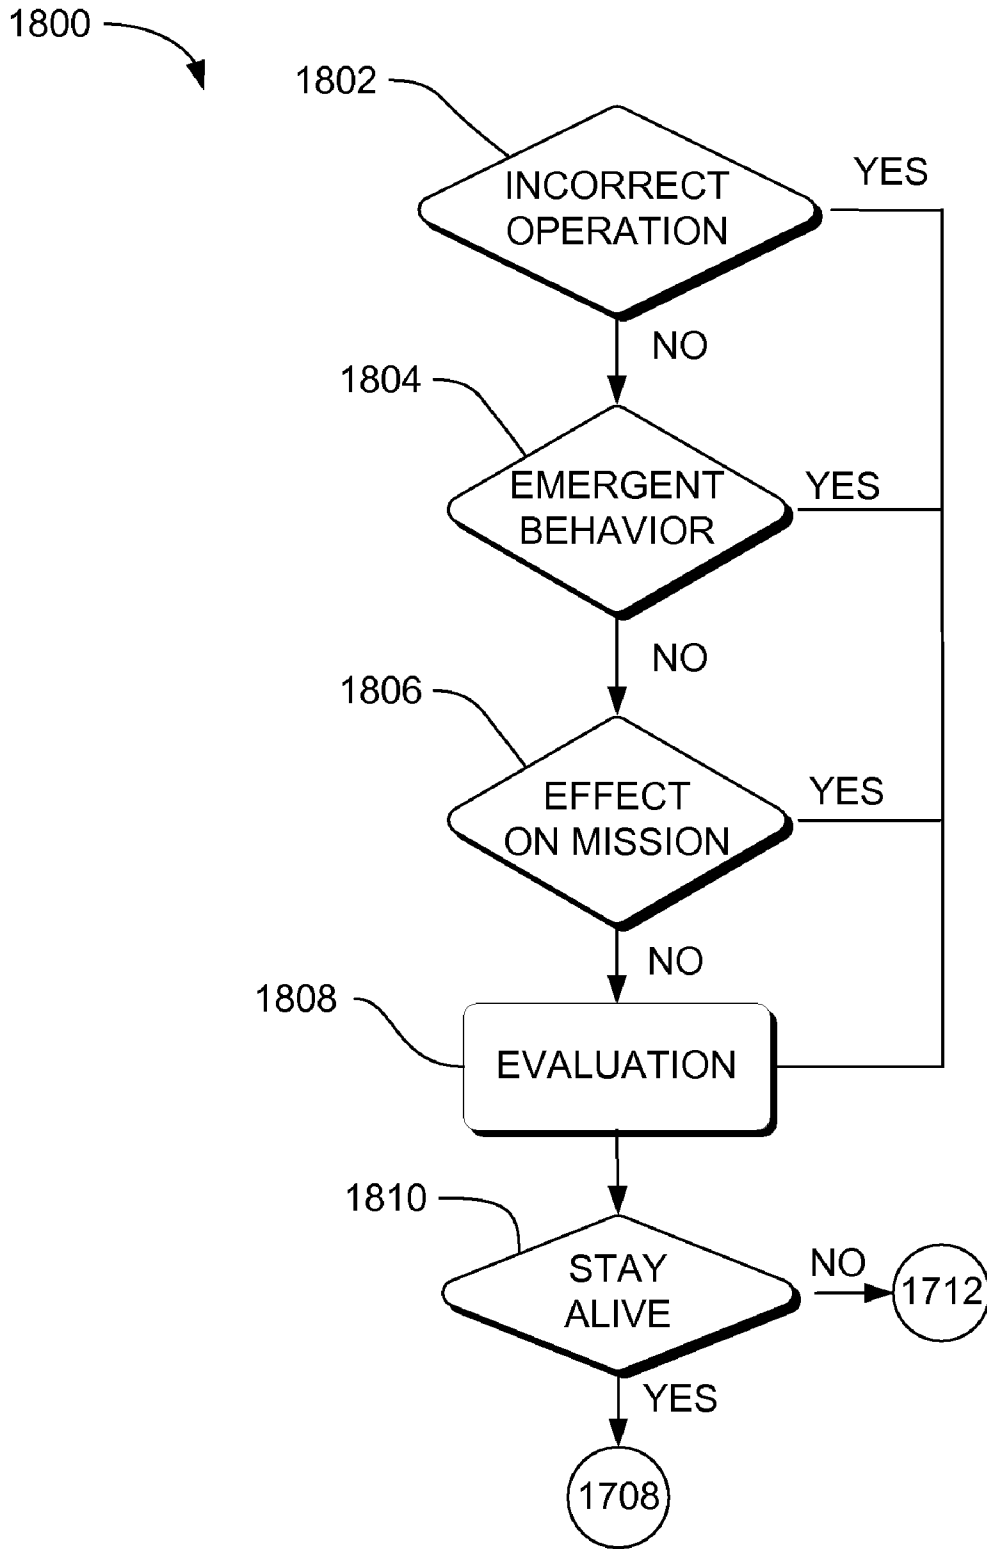 1800
1802
INCORRECT
OPERATION
YES
NO
1804
EMERGENT
BEHAVIOR
YES
NO
1806
EFFECT
ON MISSION
YES
NO
1808
EVALUATION
1810
STAY
ALIVE
NO
1712
YES
1708